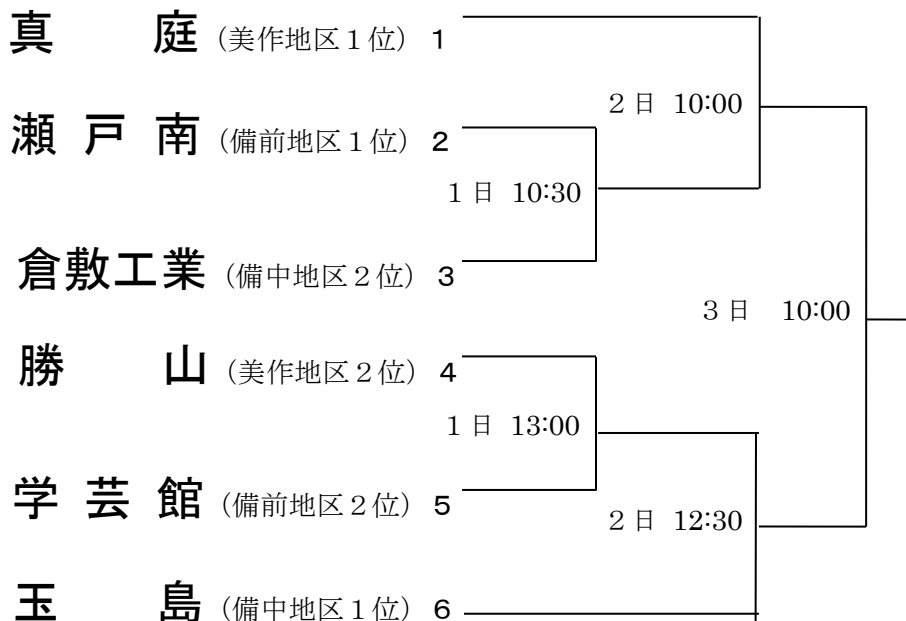 真庭 (美作地区1位) 1
2日 10:00
瀬戸南 (備前地区1位) 2
1日 10:30
倉敷工業 (備中地区2位) 3
3日 10:00
勝山 (美作地区2位) 4
1日 13:00
学芸館 (備前地区2位) 5
2日 12:30
玉島 (備中地区1位) 6